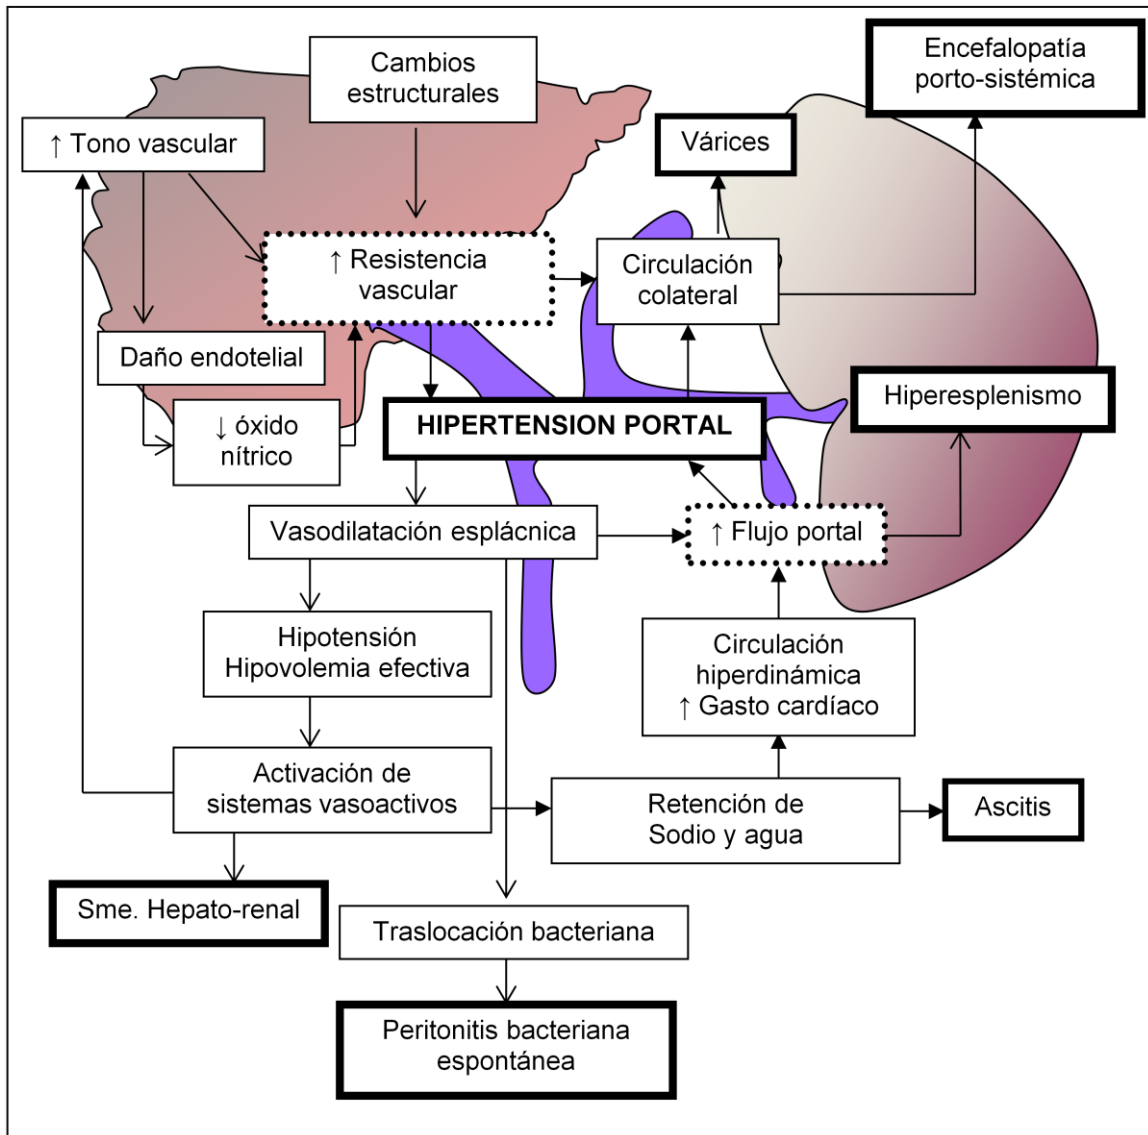 Cambios
estructurales
Encefalopatía
porto-sistémica
↑ Tono vascular
Várices
↑ Resistencia
vascular
Circulación
colateral
Daño endotelial
Hiperesplenismo
↓ óxido
nítrico
HIPERTENSION PORTAL
Vasodilatación esplácnica
↑ Flujo portal
Hipotensión
Hipovolemia efectiva
Circulación
hiperdinámica
↑ Gasto cardíaco
Activación de
sistemas vasoactivos
Retención de
Sodio y agua
Ascitis
Sme. Hepato-renal
Traslocación bacteriana
Peritonitis bacteriana
espontánea